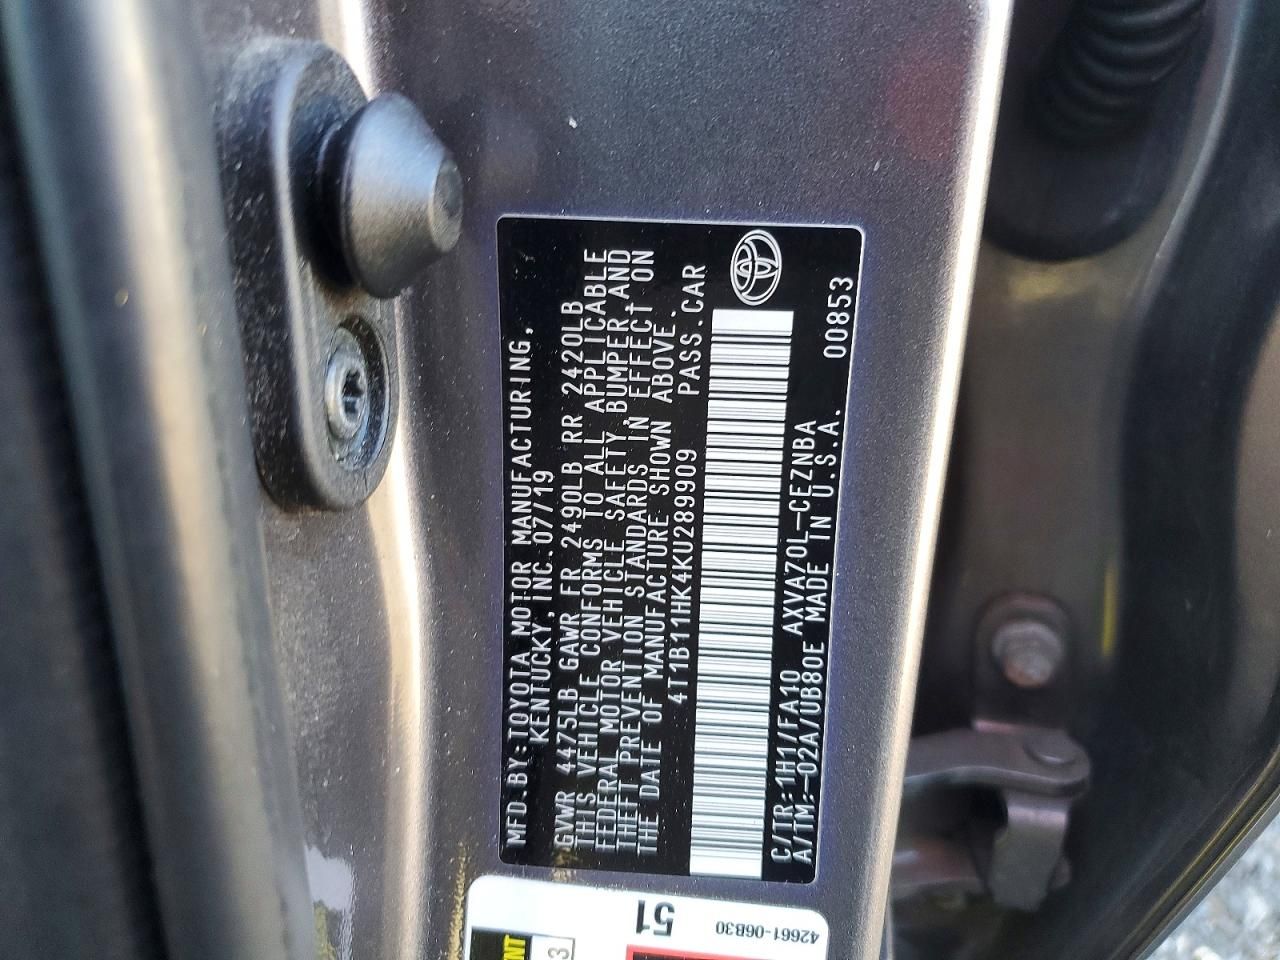 MFD.BY:TOYOTA MOTOR MANUFACTURING,
KENTUCKY, INC.07/19
GVWR 4475LB GAWR FR 2490LB RR 2420LB
THIS VEHICLE CONFORMS TO ALL APPLICABLE
FEDERAL MOTOR VEHICLE SAFETY,BUMPER,AND
THEFT PREVENTION STANDARDS IN EFFECT ON
THE DATE OF MANUFACTURE SHOWN ABOVE.
4T1B11HK4KU289909 PASS.CAR
C/TR:1H1/FA10 AXVA70L-CEZNBA
A/TM:-02A/UB80E MADE IN U.S.A. 00853
51
42661-06B30